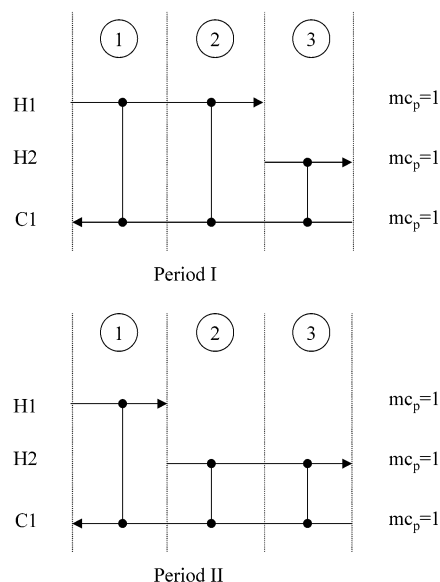 1 2 3
H1 mcp=1
H2 mcp=1
C1 mcp=1
Period I
1 2 3
H1 mcp=1
H2 mcp=1
C1 mcp=1
Period II